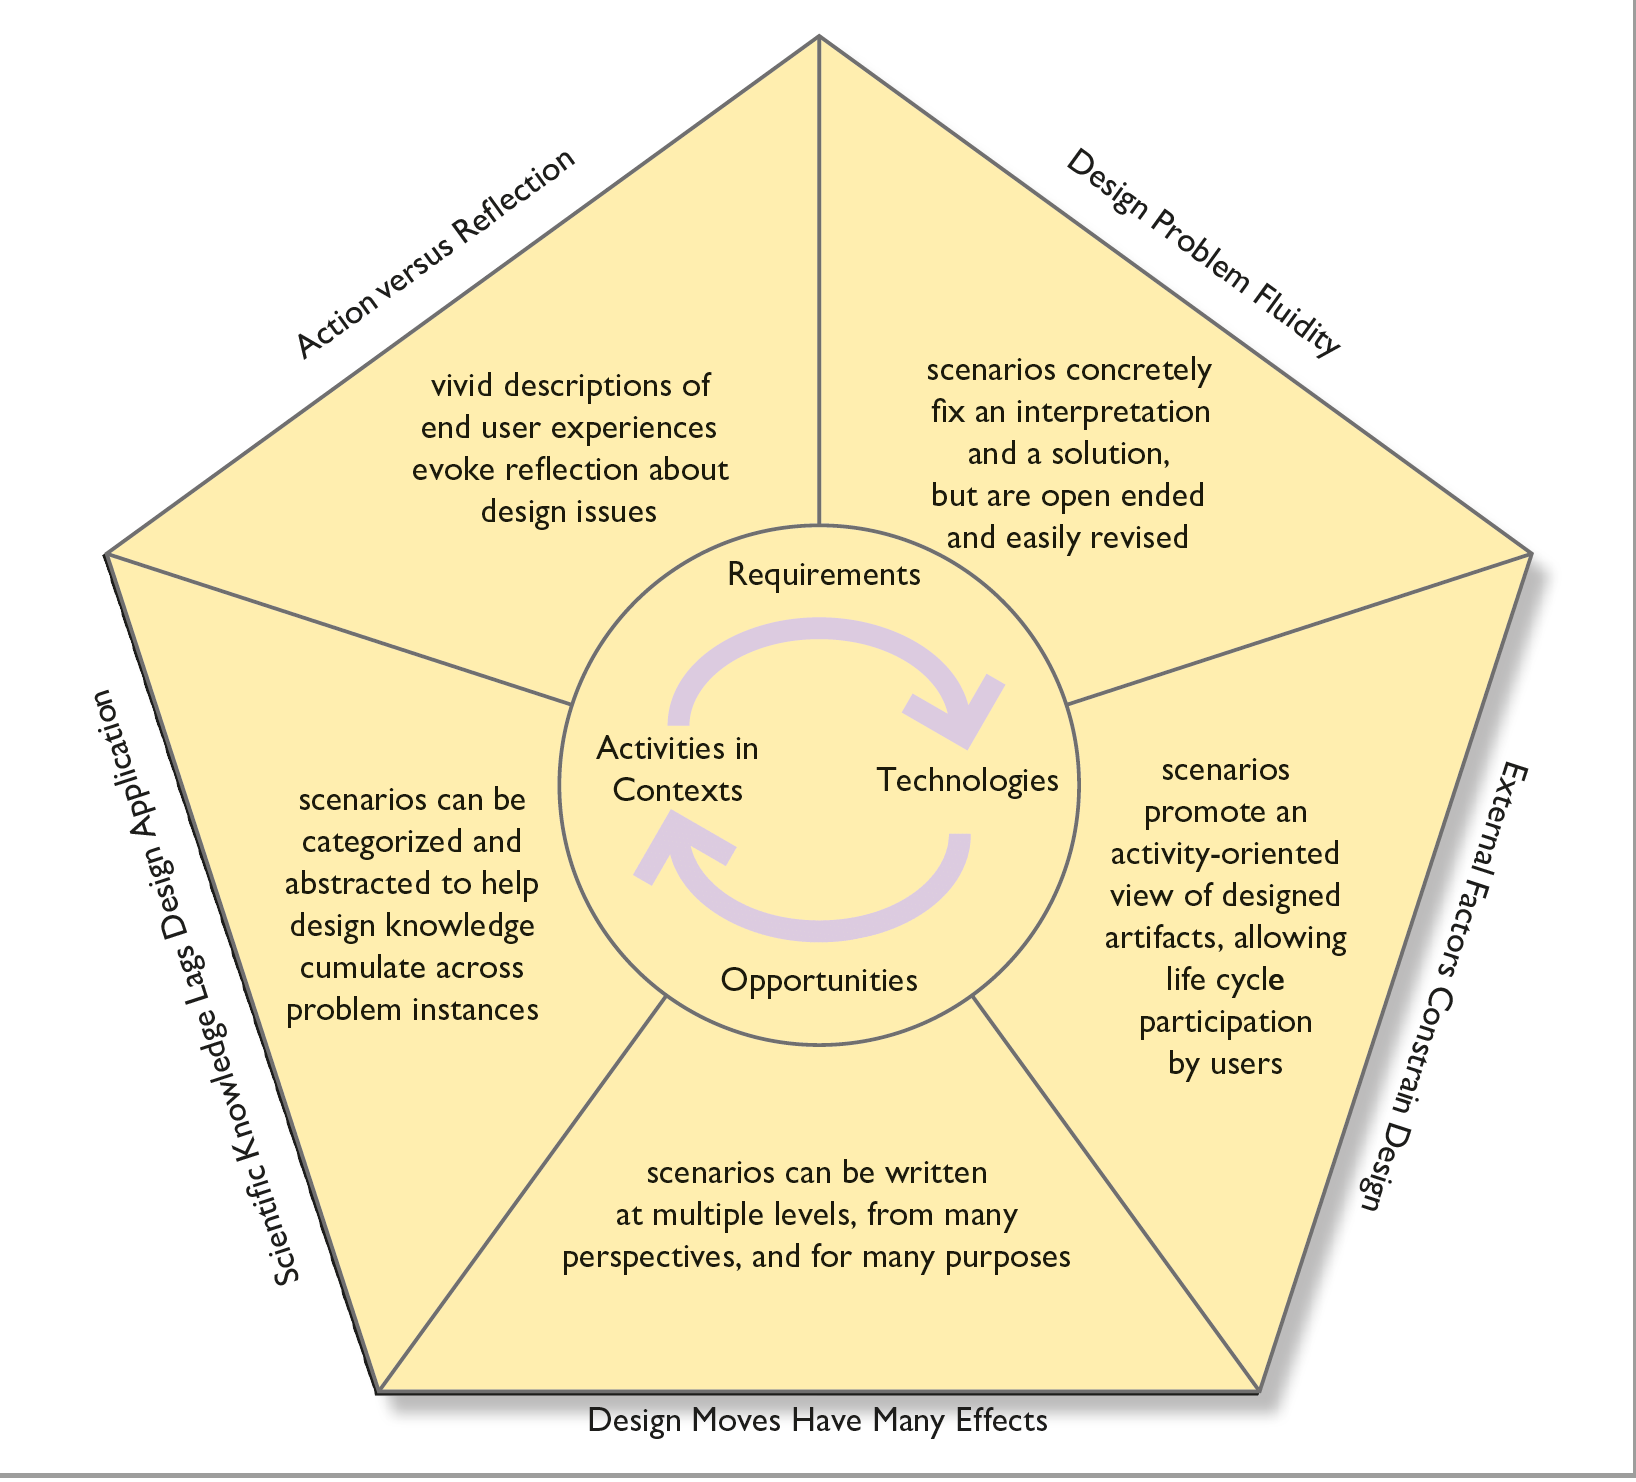 Action versus Reflection
Design Problem Fluidity
vivid descriptions of
end user experiences
evoke reflection about
design issues
scenarios concretely
fix an interpretation
and a solution,
but are open ended
and easily revised
Requirements
Activities in
Contexts
Technologies
Opportunities
Scientific Knowledge Lags Design Application
scenarios can be
categorized and
abstracted to help
design knowledge
cumulate across
problem instances
scenarios
promote an
activity-oriented
view of designed
artifacts, allowing
life cycle
participation
by users
External Factors Constrain Design
scenarios can be written
at multiple levels, from many
perspectives, and for many purposes
Design Moves Have Many Effects